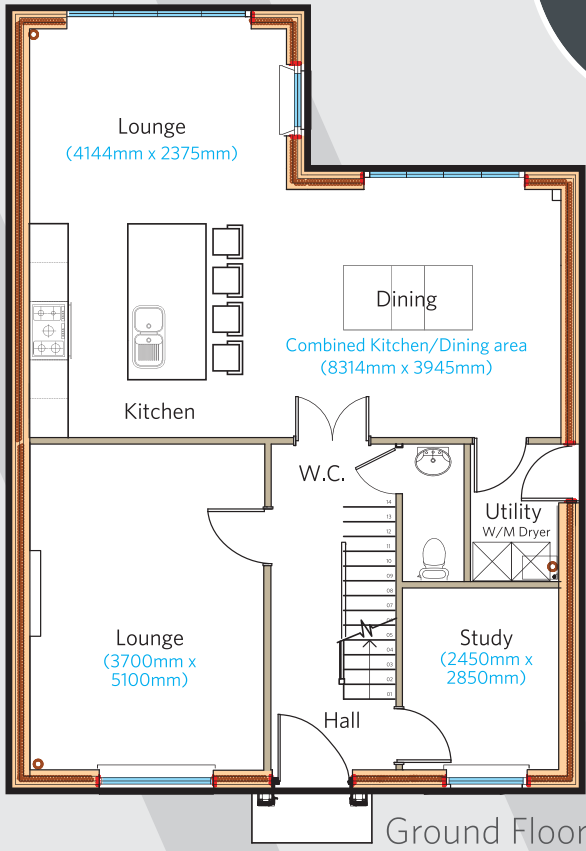 Lounge
(4144mm x 2375mm)
Dining
Combined Kitchen/Dining area
(8314mm x 3945mm)
Kitchen
W.C.
Utility
W/M Dryer
14
13
12
11
10
09
08
07
06
05
04
03
02
01
Lounge
(3700mm x
5100mm)
Study
(2450mm x
2850mm)
Hall
Ground Floor